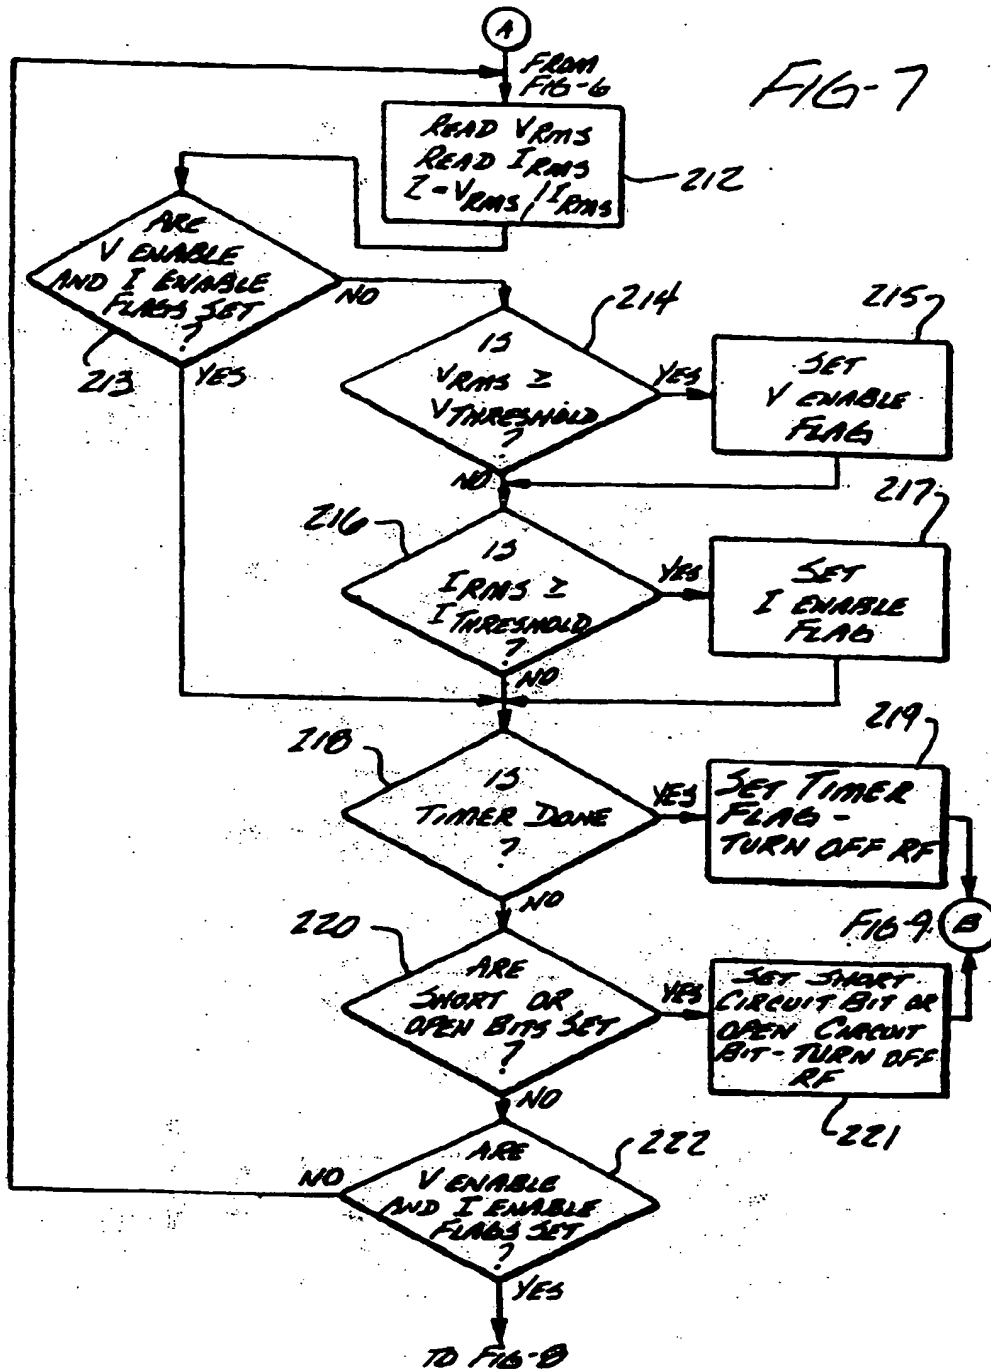 A
FROM
FIG-6
FIG-7
READ VRMS
READ IRMS
Z=VRMS/IRMS
212
ARE
V ENABLE
AND I ENABLE
FLAGS SET
?
213
NO
YES
214
IS
VRMS ≥
VTHRESHOLD
?
YES
NO
215
SET
V ENABLE
FLAG
216
IS
IRMS ≥
ITHRESHOLD
?
YES
NO
217
SET
I ENABLE
FLAG
218
IS
TIMER DONE
?
YES
NO
219
SET TIMER
FLAG -
TURN OFF RF
FIG-9
B
220
ARE
SHORT OR
OPEN BITS SET
?
YES
NO
SET SHORT
CIRCUIT BIT OR
OPEN CIRCUIT
BIT - TURN OFF
RF
221
222
ARE
V ENABLE
AND I ENABLE
FLAGS SET
?
NO
YES
TO FIG-8